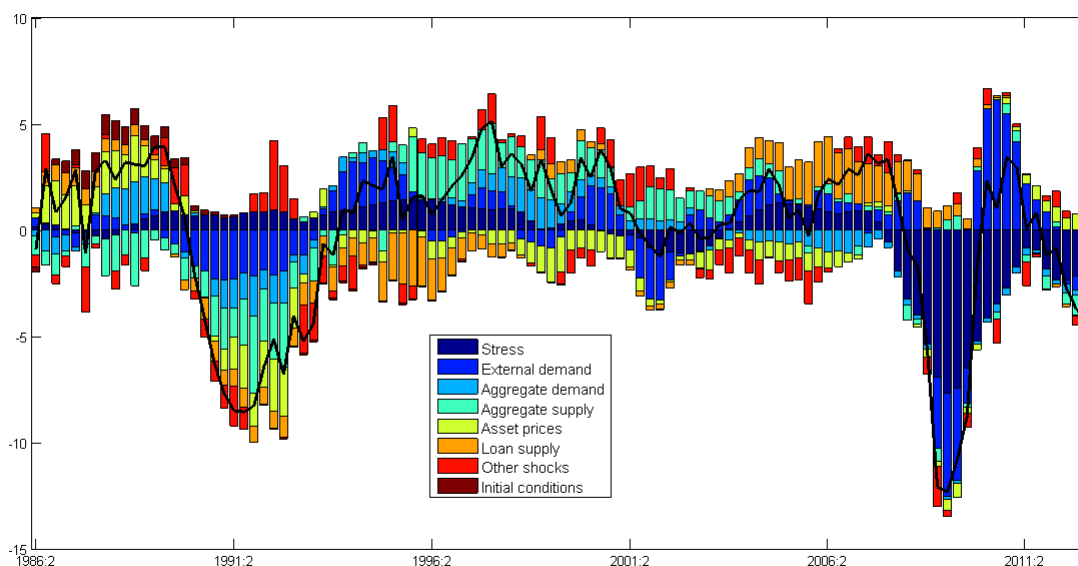 10
5
0
-5
-10
-15
Stress
External demand
Aggregate demand
Aggregate supply
Asset prices
Loan supply
Other shocks
Initial conditions
1986:2 1991:2 1996:2 2001:2 2006:2 2011:2